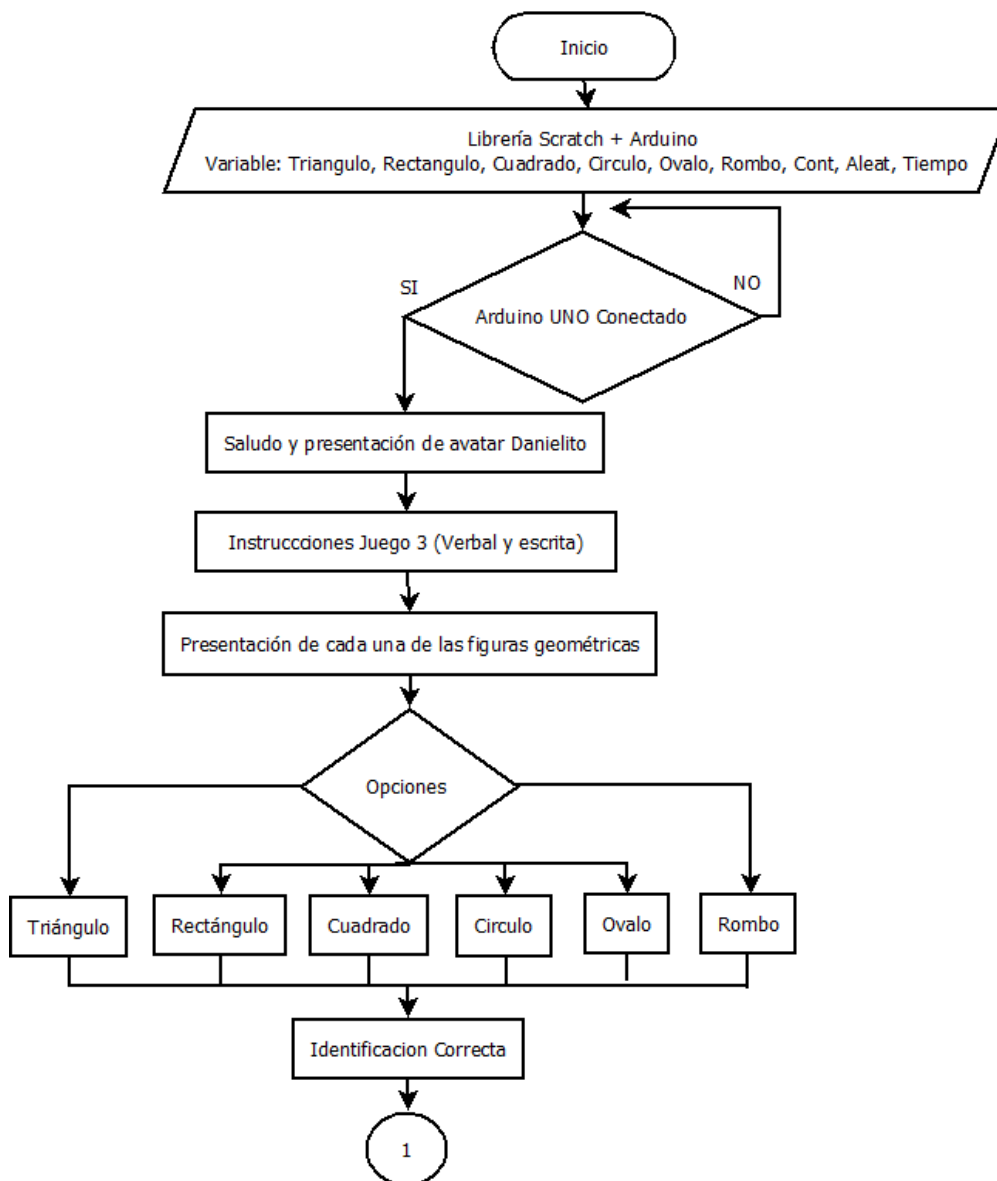 Inicio
Librería Scratch + Arduino
Variable: Triangulo, Rectangulo, Cuadrado, Circulo, Ovalo, Rombo, Cont, Aleat, Tiempo
SI
NO
Arduino UNO Conectado
Saludo y presentación de avatar Danielito
Instruccciones Juego 3 (Verbal y escrita)
Presentación de cada una de las figuras geométricas
Opciones
Triángulo
Rectángulo
Cuadrado
Circulo
Ovalo
Rombo
Identificacion Correcta
1